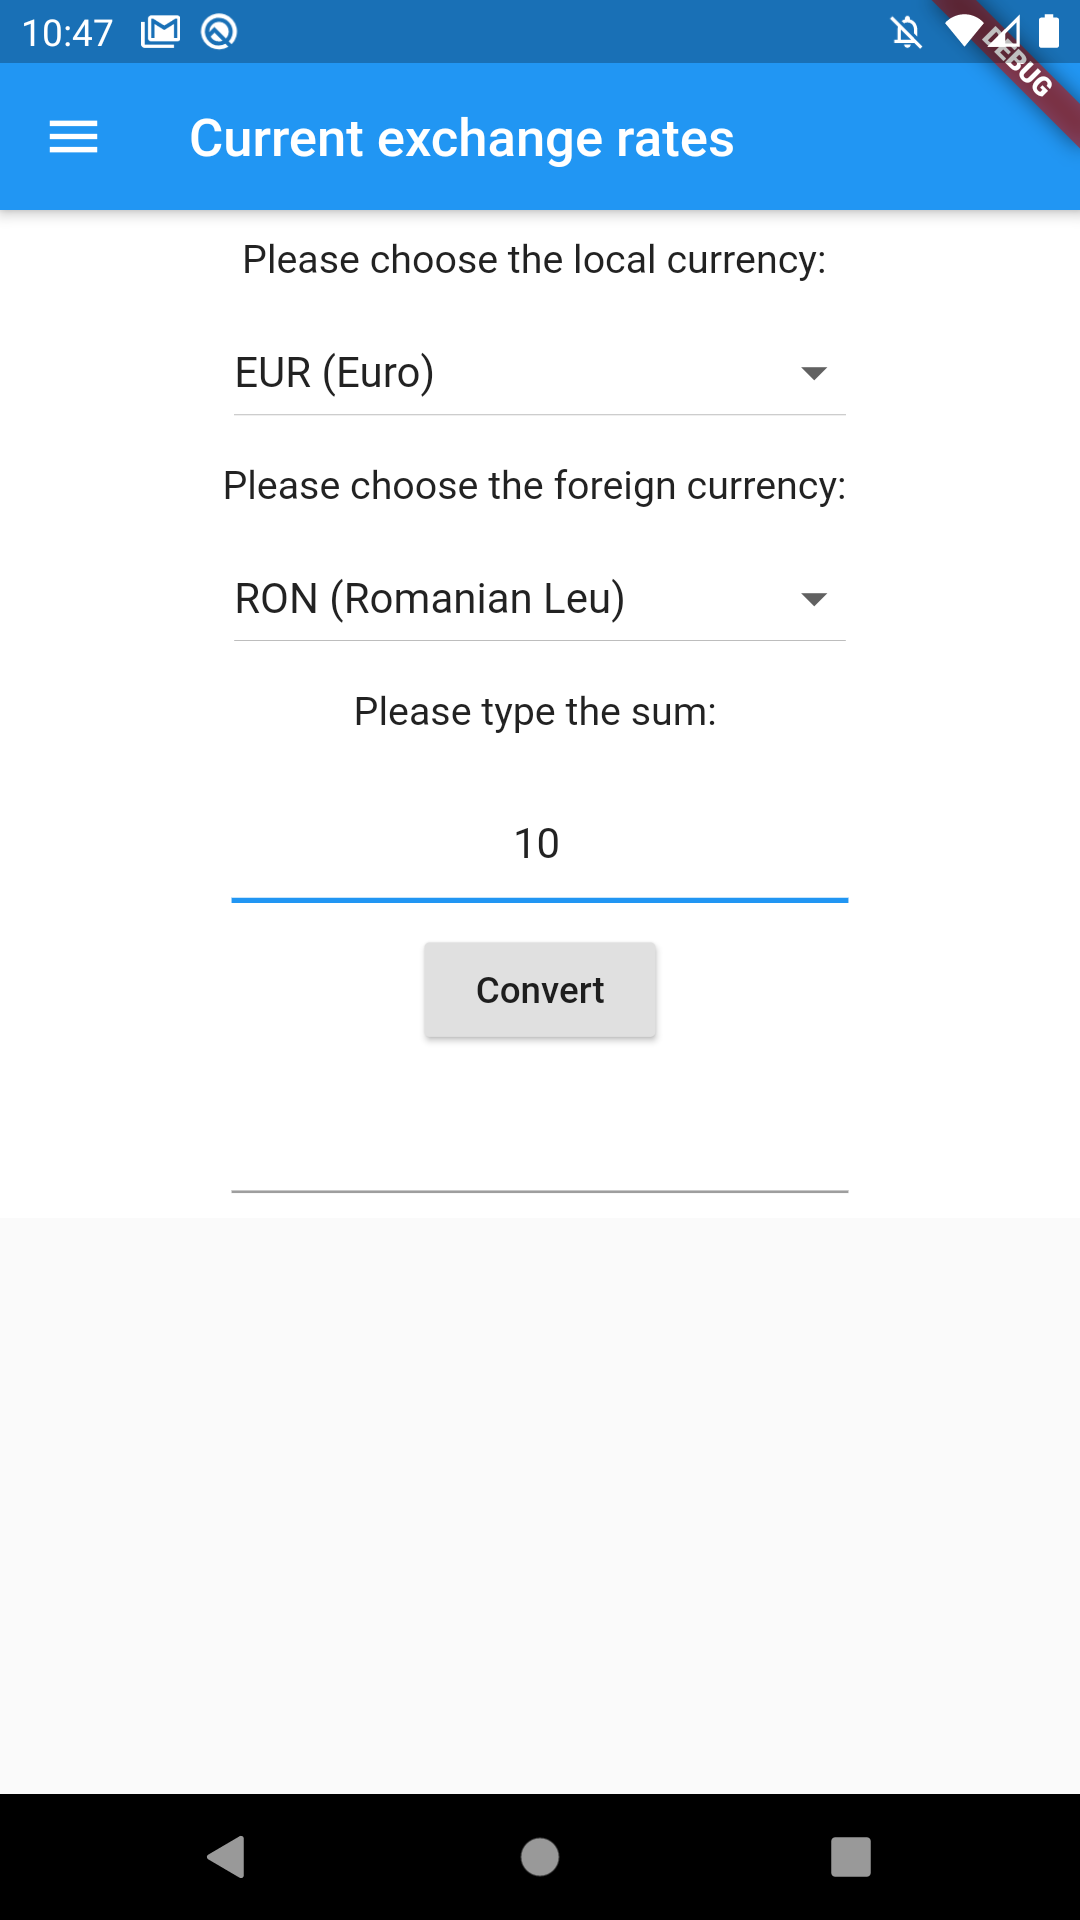 10:47
DEBUG
Current exchange rates
Please choose the local currency:
EUR (Euro)
Please choose the foreign currency:
RON (Romanian Leu)
Please type the sum:
10
Convert